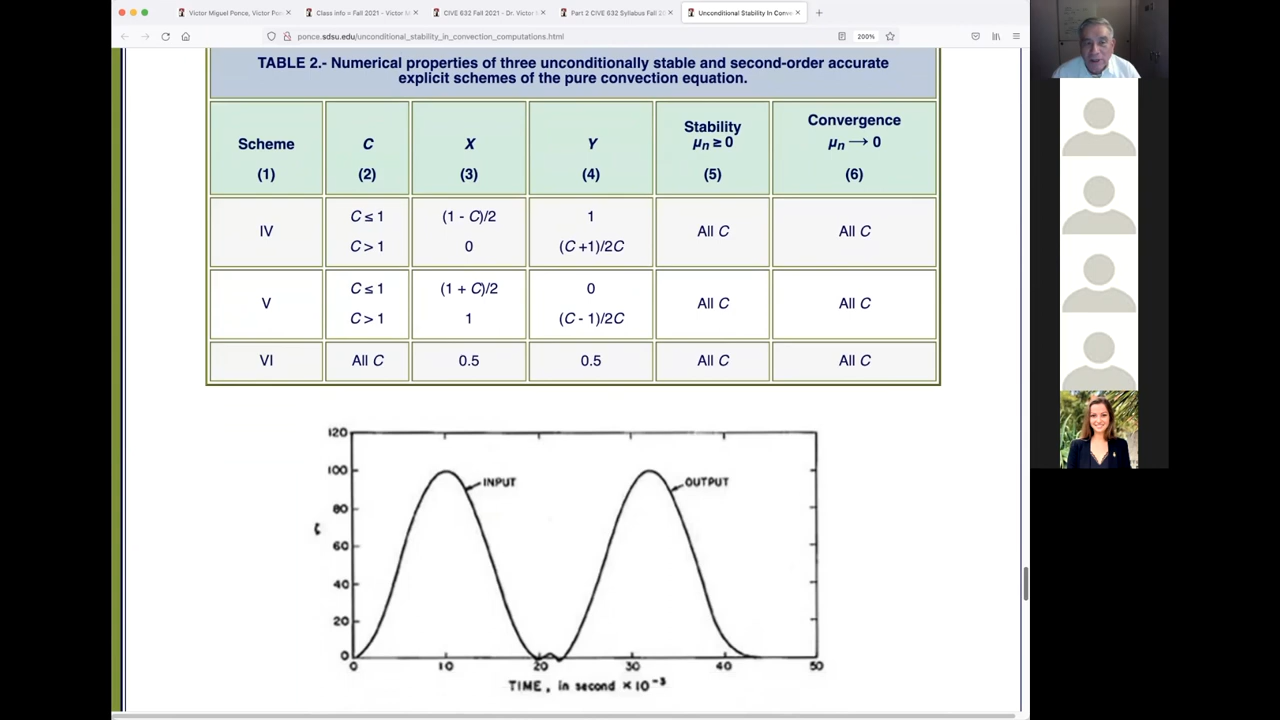 Victor Miguel Ponce, Victor Pon
Class info = Fall 2021 - Victor M
CIVE 632 Fall 2021 - Dr. Victor
Part 2 CIVE 632 Syllabus Fall 20
Unconditional Stability In Conve
ponce.sdsu.edu/unconditional_stability_in_convection_computations.html
200%
TABLE 2.- Numerical properties of three unconditionally stable and second-order accurate
explicit schemes of the pure convection equation.
Scheme (1) C (2) X (3) Y (4) Stability μn ≥ 0 (5) Convergence μn → 0 (6)
IV C ≤ 1 (1 - C)/2 1 All C All C
C > 1 0 (C +1)/2C
V C ≤ 1 (1 + C)/2 0 All C All C
C > 1 1 (C - 1)/2C
VI All C 0.5 0.5 All C All C
120
100
80
60
40
20
0
INPUT
OUTPUT
0 10 20 30 40 50
TIME, in second ×10⁻³